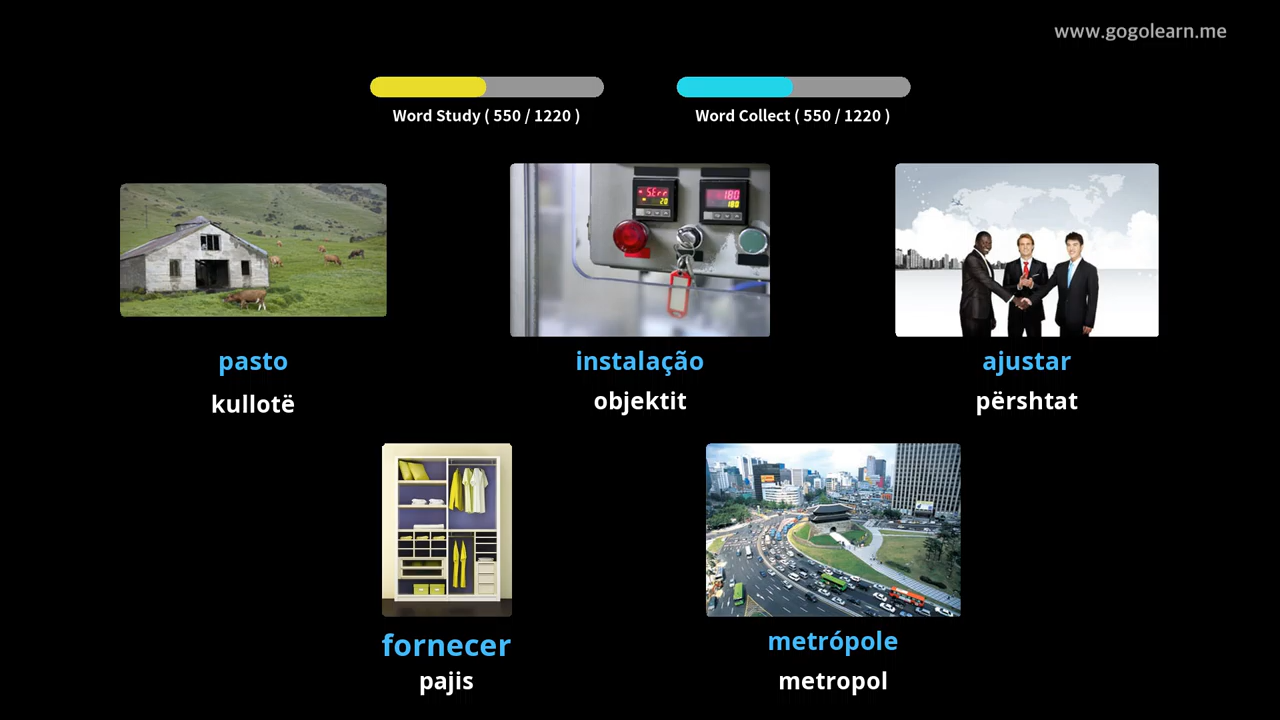 www.gogolearn.me
Word Study ( 550 / 1220 )
Word Collect ( 550 / 1220 )
pasto
kullotë
instalação
objektit
ajustar
përshtat
fornecer
pajis
metrópole
metropol